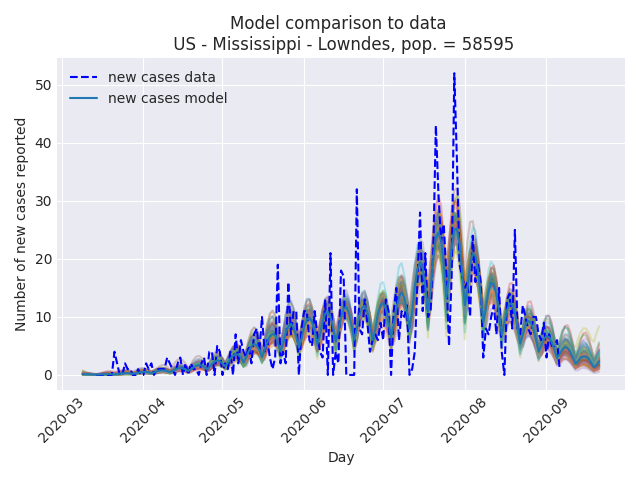 Model comparison to data
US - Mississippi - Lowndes, pop. = 58595
new cases data
new cases model
Number of new cases reported
50
40
30
20
10
0
2020-03
2020-04
2020-05
2020-06
2020-07
2020-08
2020-09
Day